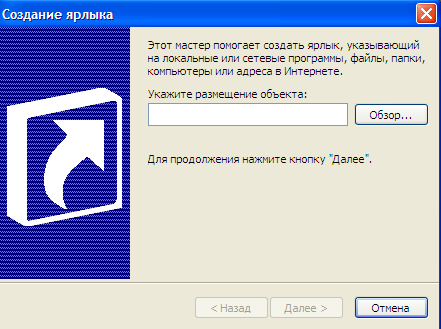 Создание ярлыка
Этот мастер помогает создать ярлык, указывающий
на локальные или сетевые программы, файлы, папки,
компьютеры или адреса в Интернете.
Укажите размещение объекта:
Обзор...
Для продолжения нажмите кнопку "Далее".
< Назад
Далее >
Отмена